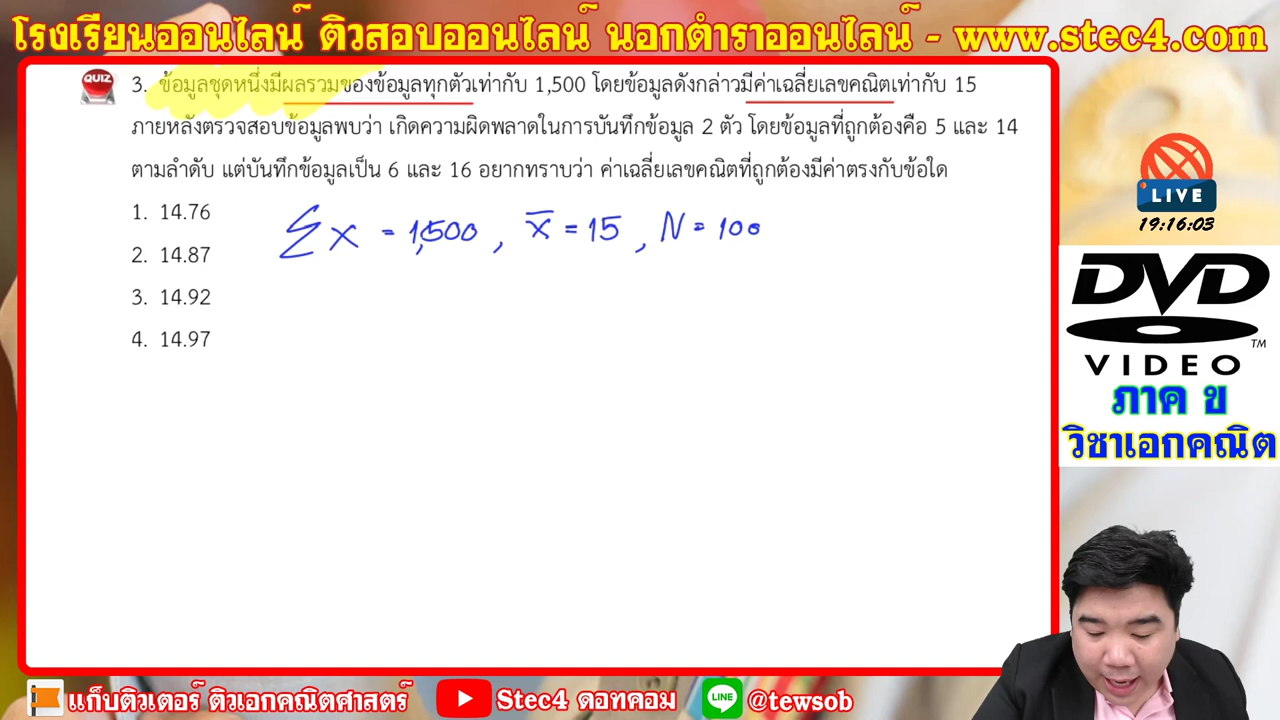 โรงเรียนออนไลน์ ติวสอบออนไลน์ นอกตำราออนไลน์ - www.stec4.com
QUIZ
3. ข้อมูลชุดหนึ่งมีผลรวมของข้อมูลทุกตัวเท่ากับ 1,500 โดยข้อมูลดังกล่าวมีค่าเฉลี่ยเลขคณิตเท่ากับ 15
ภายหลังตรวจสอบข้อมูลพบว่า เกิดความผิดพลาดในการบันทึกข้อมูล 2 ตัว โดยข้อมูลที่ถูกต้องคือ 5 และ 14
ตามลำดับ แต่บันทึกข้อมูลเป็น 6 และ 16 อยากทราบว่า ค่าเฉลี่ยเลขคณิตที่ถูกต้องมีค่าตรงกับข้อใด
1. 14.76
2. 14.87
3. 14.92
4. 14.97
∑x = 1,500 , x̄ = 15 , N = 100
LIVE
19:16:03
DVD
TM
VIDEO
ภาค ข
วิชาเอกคณิต
แก๊บติวเตอร์ ติวเอกคณิตศาสตร์
Stec4 ดอทคอม
LINE
@tewsob